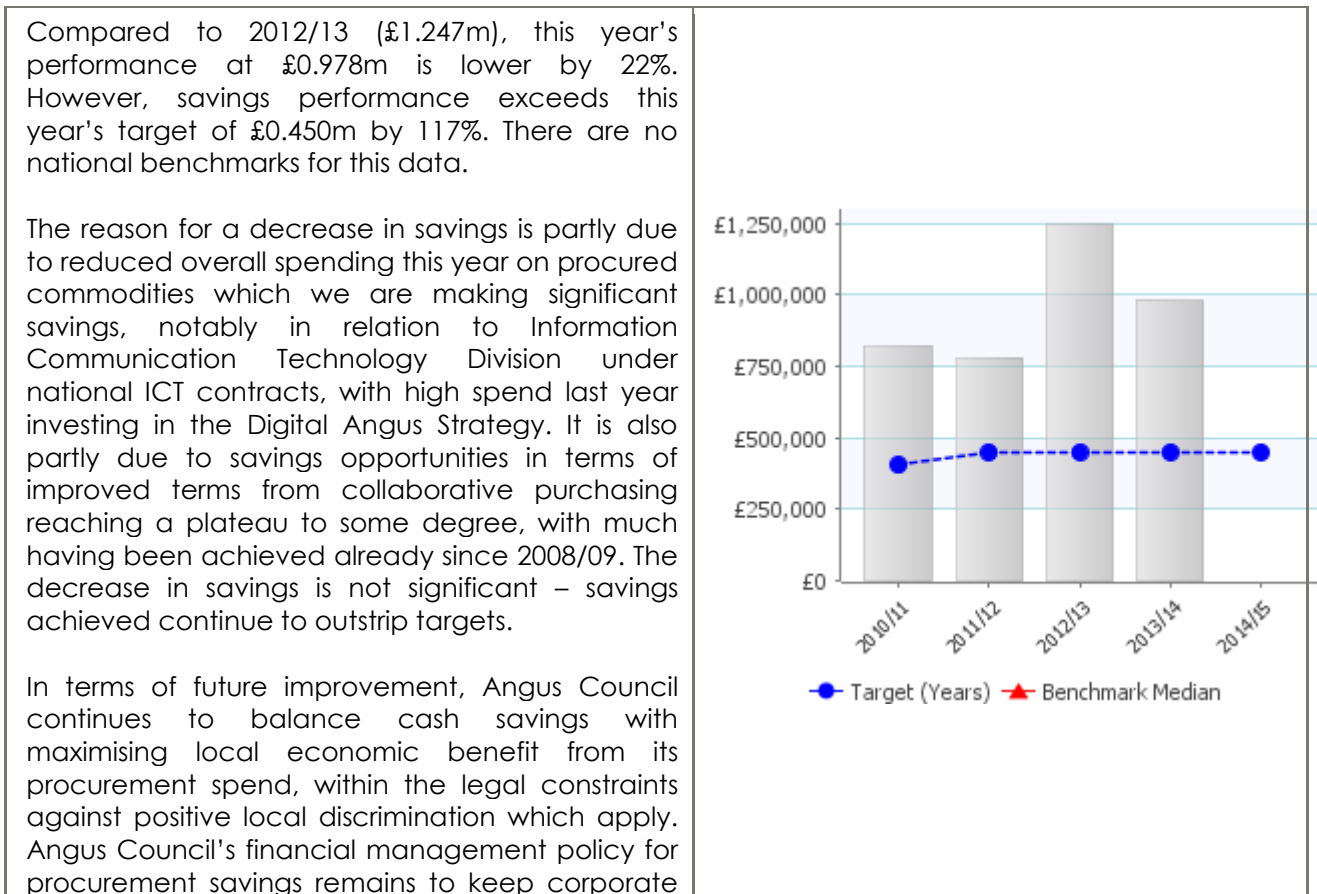 Compared to 2012/13 (£1.247m), this year's
performance at £0.978m is lower by 22%.
However, savings performance exceeds this
year's target of £0.450m by 117%. There are no
national benchmarks for this data.
The reason for a decrease in savings is partly due
to reduced overall spending this year on procured
commodities which we are making significant
savings, notably in relation to Information
Communication Technology Division under
national ICT contracts, with high spend last year
investing in the Digital Angus Strategy. It is also
partly due to savings opportunities in terms of
improved terms from collaborative purchasing
reaching a plateau to some degree, with much
having been achieved already since 2008/09. The
decrease in savings is not significant – savings
achieved continue to outstrip targets.
In terms of future improvement, Angus Council
continues to balance cash savings with
maximising local economic benefit from its
procurement spend, within the legal constraints
against positive local discrimination which apply.
Angus Council's financial management policy for
procurement savings remains to keep corporate
£1,250,000
£1,000,000
£750,000
£500,000
£250,000
£0
2010/11
2011/12
2012/13
2013/14
2014/15
Target (Years)
Benchmark Median